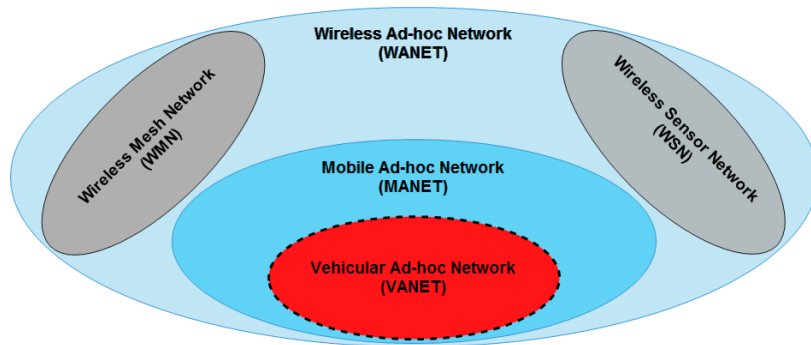 Wireless Ad-hoc Network
(WANET)
Wireless Mesh Network
(WMN)
Wireless Sensor Network
(WSN)
Mobile Ad-hoc Network
(MANET)
Vehicular Ad-hoc Network
(VANET)